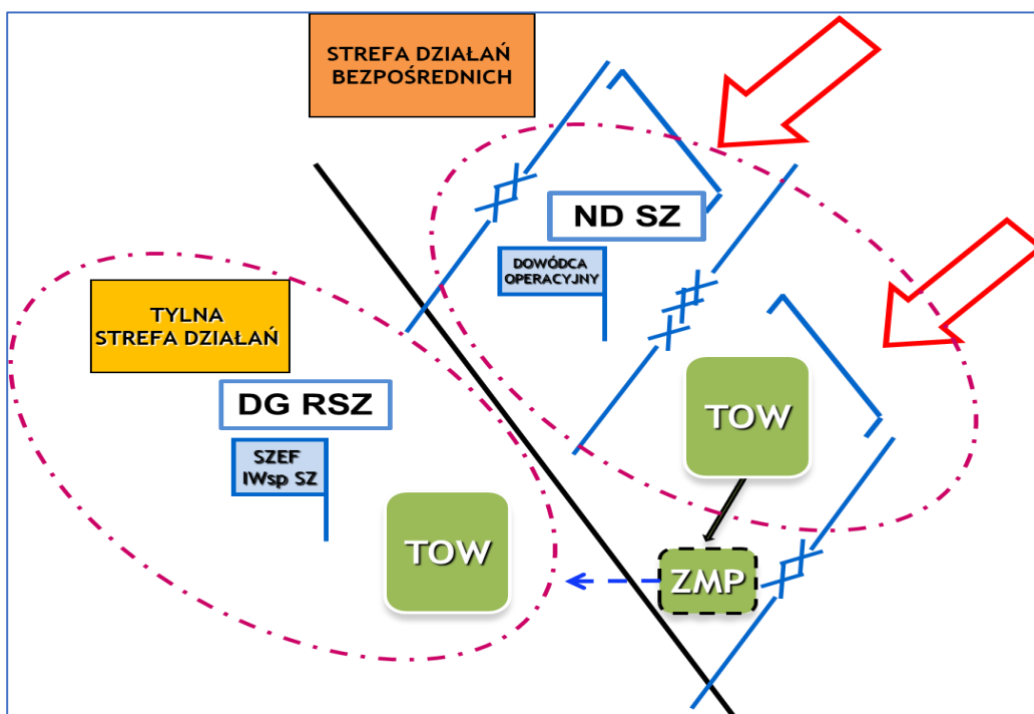 STREFA DZIAŁAŃ
BEZPOŚREDNICH
ND SZ
DOWÓDCA
OPERACYJNY
TYLNA
STREFA DZIAŁAŃ
DG RSZ
SZEF
IWsp SZ
TOW
TOW
ZMP